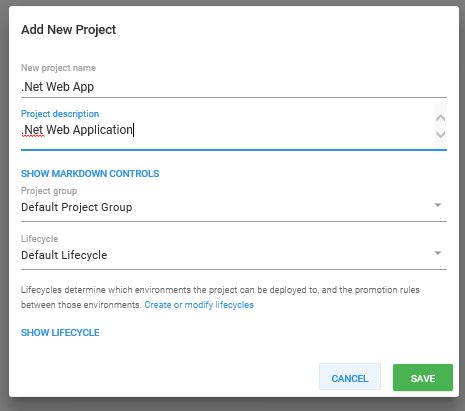 Add New Project
New project name
.Net Web App
Project description
.Net Web Application
SHOW MARKDOWN CONTROLS
Project group
Default Project Group
Lifecycle
Default Lifecycle
Lifecycles determine which environments the project can be deployed to, and the promotion rules
between those environments. Create or modify lifecycles
SHOW LIFECYCLE
CANCEL SAVE